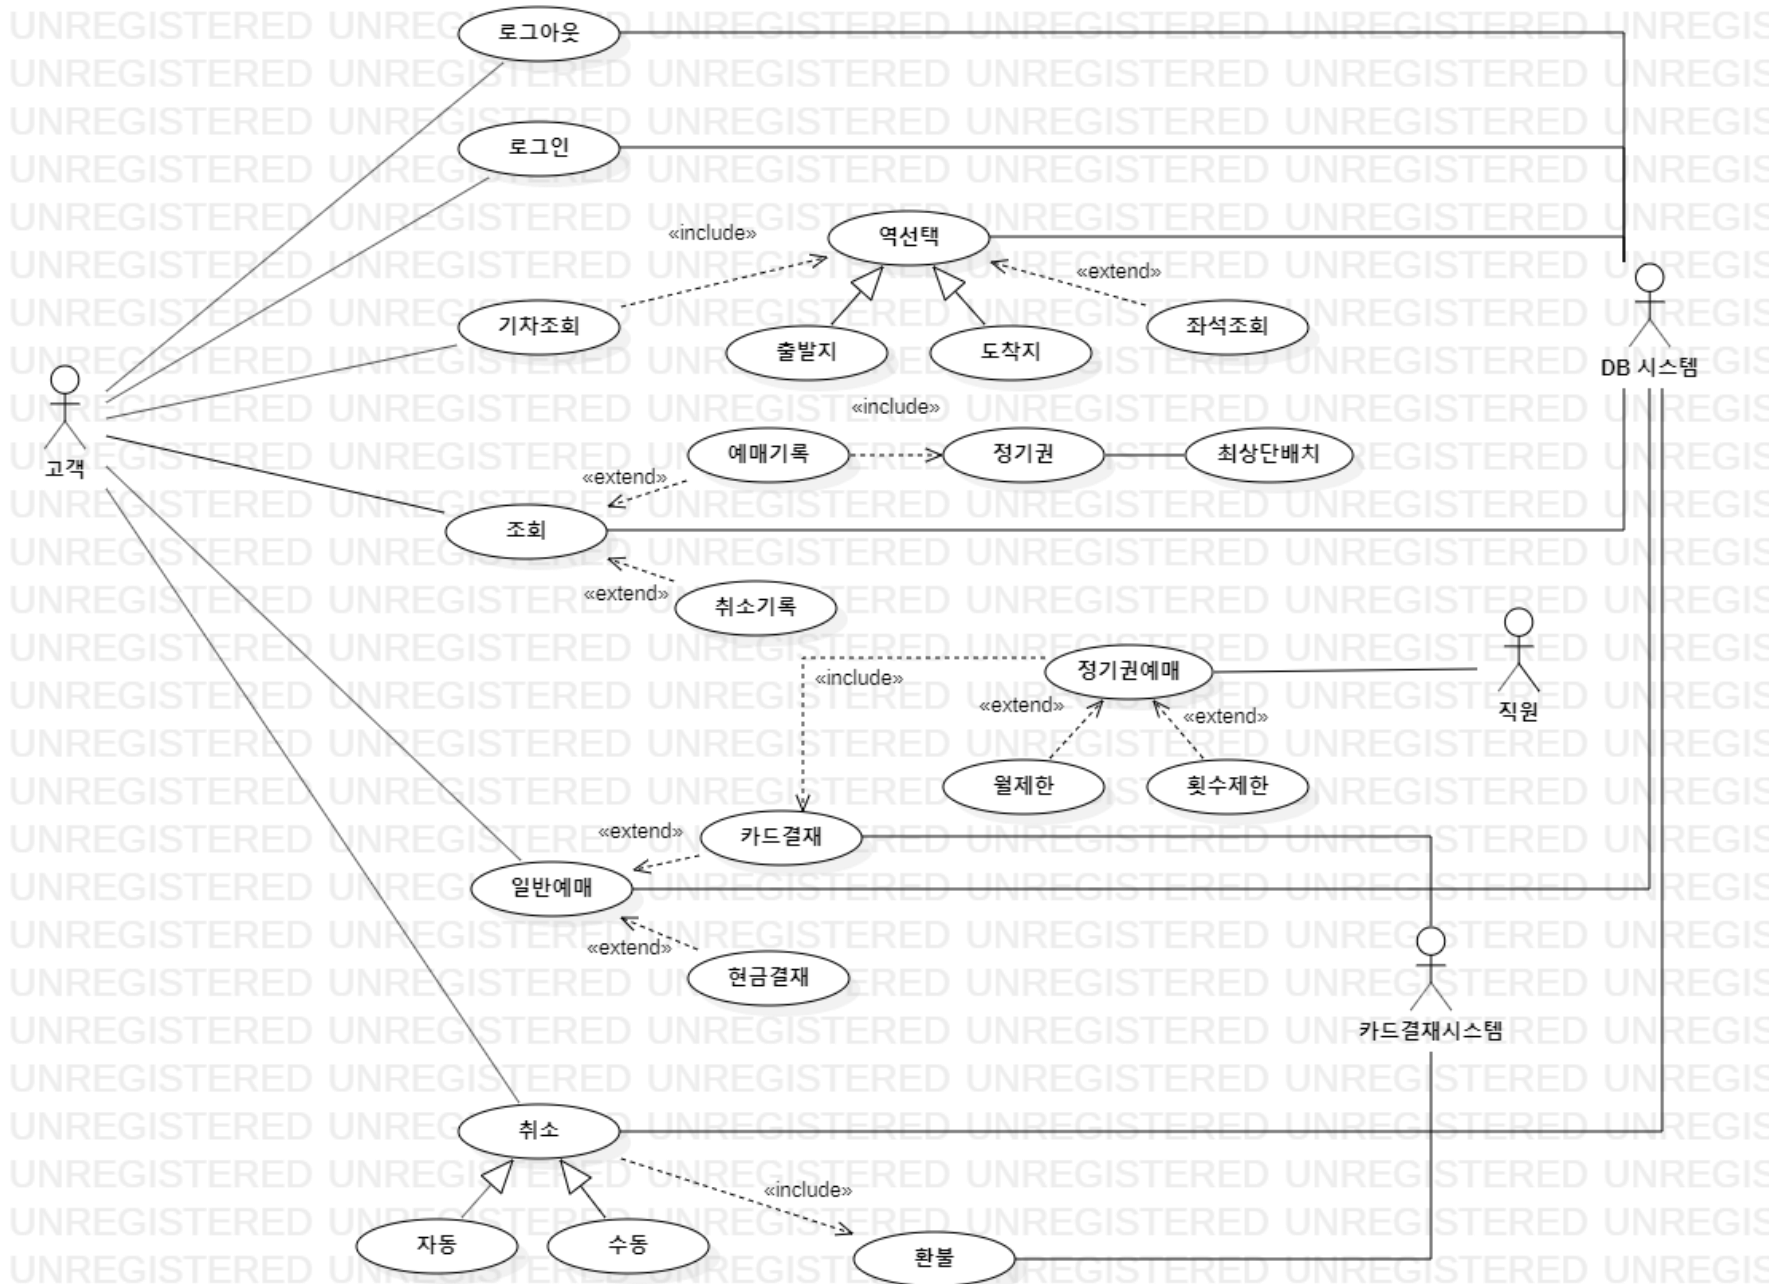 로그아웃
로그인
«include»
역선택
«extend»
기차조회
좌석조회
출발지
도착지
DB 시스템
«include»
고객
예매기록
정기권
최상단배치
«extend»
조회
«extend»
취소기록
정기권예매
«include»
«extend»
«extend»
직원
월제한
횟수제한
«extend»
카드결재
일반예매
«extend»
현금결재
카드결재시스템
취소
«include»
자동
수동
환불
UNREGISTERED